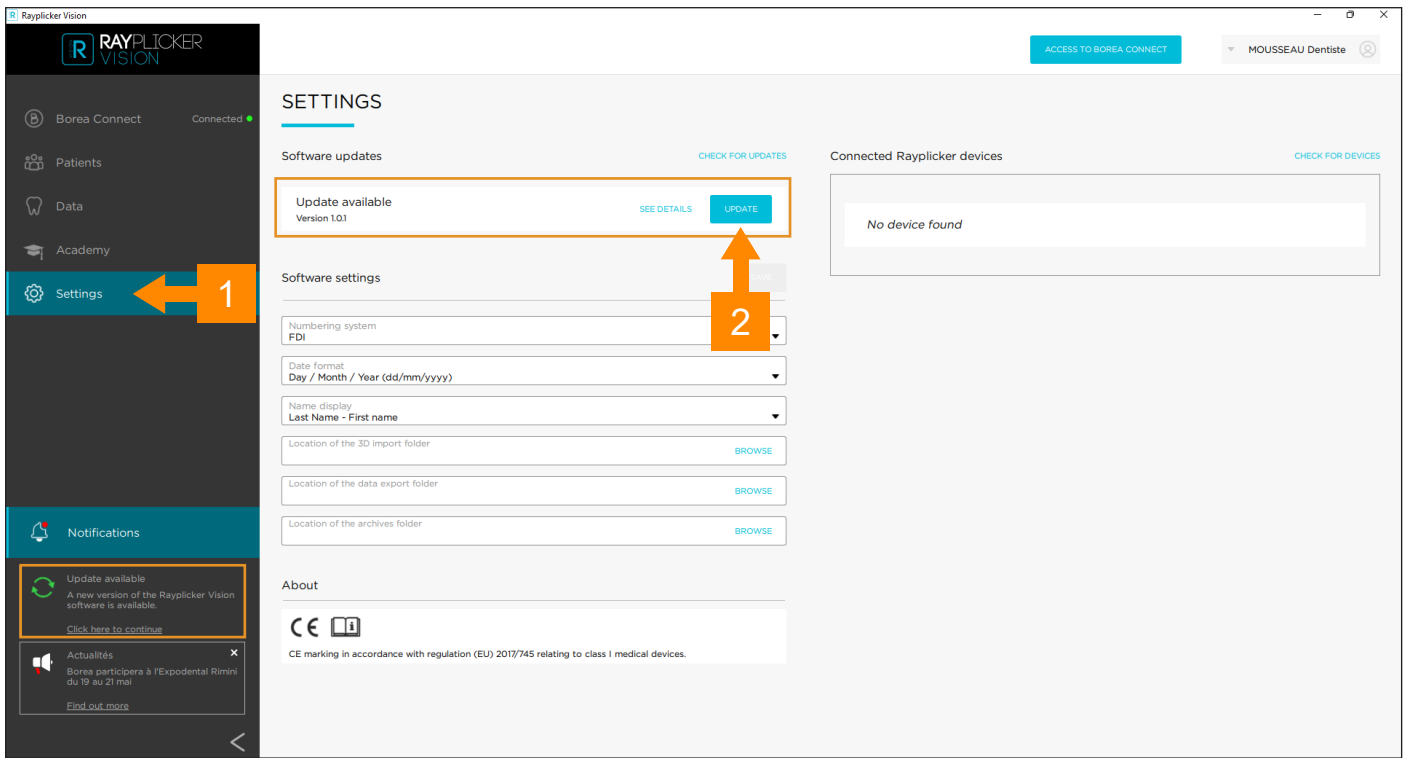 Rayplicker Vision
RAYPLICKER
VISION
ACCESS TO BOREA CONNECT
MOUSSEAU Dentiste
Borea Connect
Connected
Patients
Data
Academy
Settings
1
SETTINGS
Software updates
CHECK FOR UPDATES
Update available
Version 1.0.1
SEE DETAILS
UPDATE
2
Software settings
Numbering system
FDI
Date format
Day / Month / Year (dd/mm/yyyy)
Name display
Last Name - First name
Location of the 3D import folder
BROWSE
Location of the data export folder
BROWSE
Location of the archives folder
BROWSE
About
CE
CE marking in accordance with regulation (EU) 2017/745 relating to class I medical devices.
Connected Rayplicker devices
CHECK FOR DEVICES
No device found
Notifications
Update available
A new version of the Rayplicker Vision
software is available.
Click here to continue
Actualités
Borea participera à l'Expodental Rimini
du 19 au 21 mai
Find out more